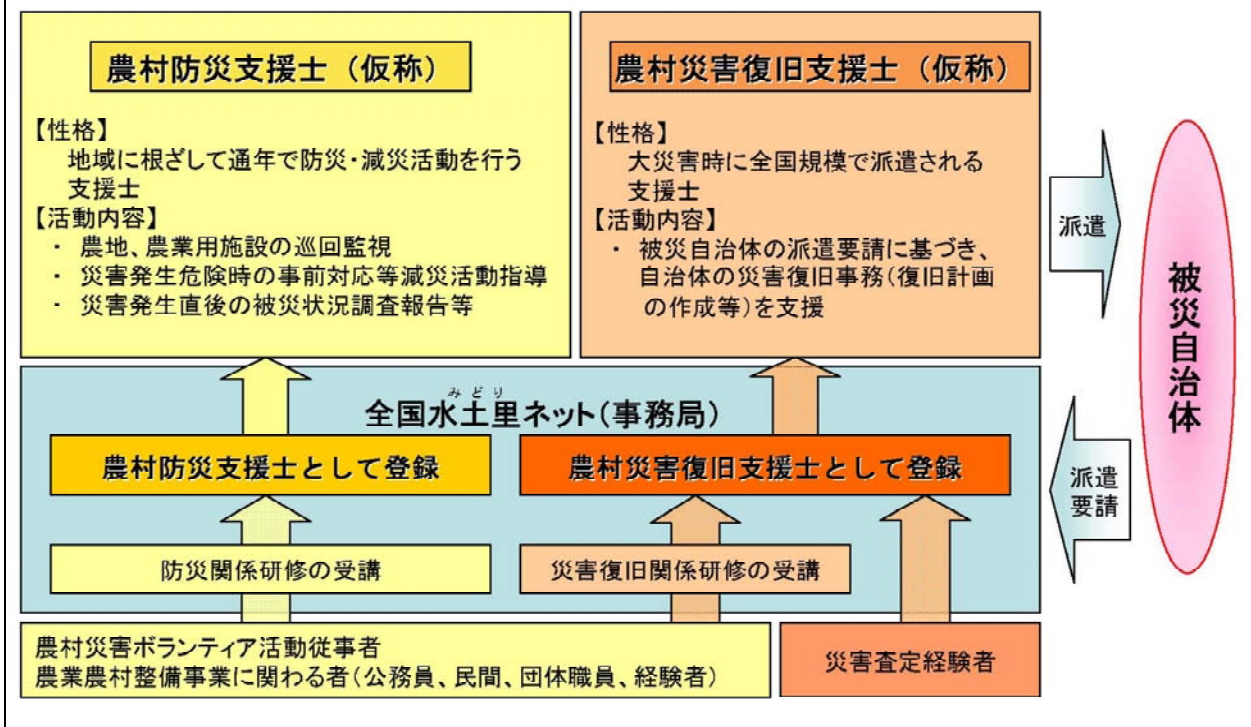 農村防災支援士（仮称）
【性格】
地域に根ざして通年で防災・減災活動を行う
支援士
【活動内容】
・ 農地、農業用施設の巡回監視
・ 災害発生危険時の事前対応等減災活動指導
・ 災害発生直後の被災状況調査報告等
農村災害復旧支援士（仮称）
【性格】
大災害時に全国規模で派遣される
支援士
【活動内容】
・ 被災自治体の派遣要請に基づき、
自治体の災害復旧事務(復旧計画
の作成等)を支援
派遣
被災自治体
みどり
全国水土里ネット(事務局)
農村防災支援士として登録
農村災害復旧支援士として登録
派遣
要請
防災関係研修の受講
災害復旧関係研修の受講
農村災害ボランティア活動従事者
農業農村整備事業に関わる者(公務員、民間、団体職員、経験者)
災害査定経験者